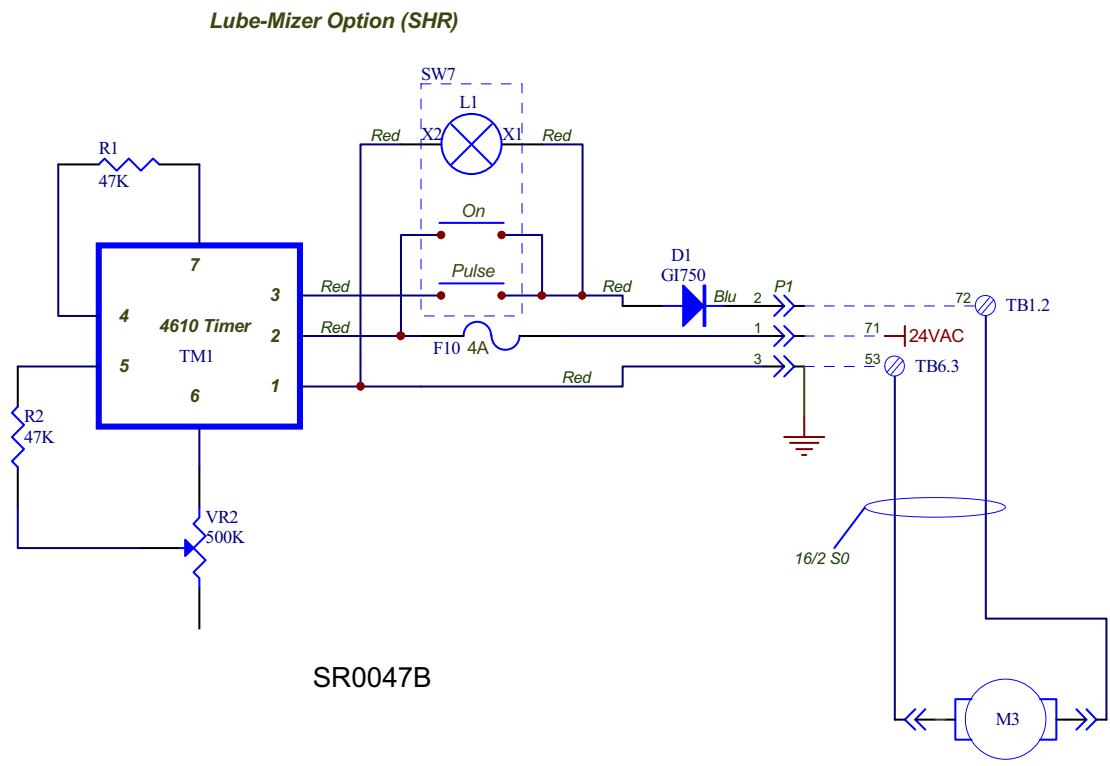 Lube-Mizer Option (SHR)
SW7
L1
Red
X2
X1
Red
R1
47K
On
Pulse
7
4
3
Red
Red
D1
GI750
Blu
2
P1
72
TB1.2
4610 Timer
TM1
2
Red
F10
4A
1
71
24VAC
5
6
1
Red
3
53
TB6.3
R2
47K
VR2
500K
16/2 S0
SR0047B
M3